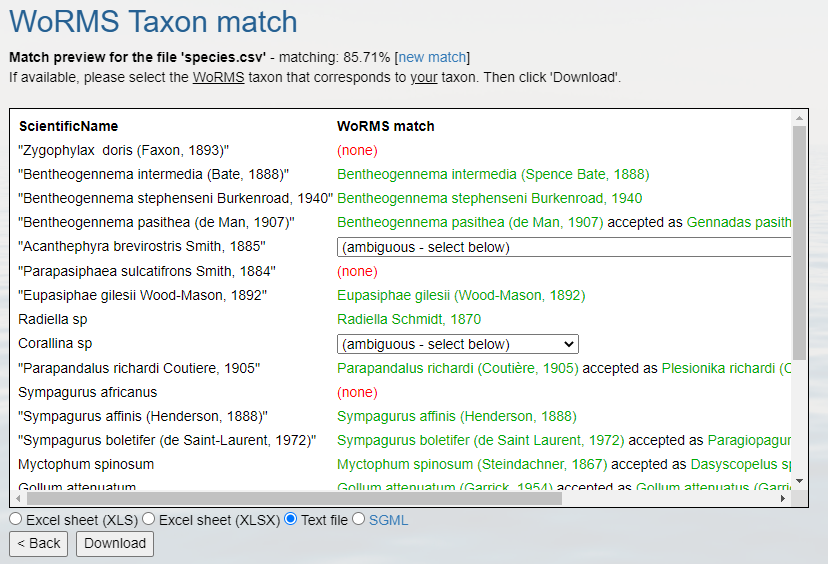 WoRMS Taxon match
Match preview for the file 'species.csv' - matching: 85.71% [new match]
If available, please select the WoRMS taxon that corresponds to your taxon. Then click 'Download'.
ScientificName WoRMS match
"Zygophylax  doris (Faxon, 1893)" (none)
"Bentheogennema intermedia (Bate, 1888)" Bentheogennema intermedia (Spence Bate, 1888)
"Bentheogennema stephenseni Burkenroad, 1940" Bentheogennema stephenseni Burkenroad, 1940
"Bentheogennema pasithea (de Man, 1907)" Bentheogennema pasithea (de Man, 1907) accepted as Gennadas pasith
"Acanthephyra brevirostris Smith, 1885" (ambiguous - select below)
"Parapasiphaea sulcatifrons Smith, 1884" (none)
"Eupasiphae gilesii Wood-Mason, 1892" Eupasiphae gilesii (Wood-Mason, 1892)
Radiella sp Radiella Schmidt, 1870
Corallina sp (ambiguous - select below)
"Parapandalus richardi Coutiere, 1905" Parapandalus richardi (Coutière, 1905) accepted as Plesionika richardi (C
Sympagurus africanus (none)
"Sympagurus affinis (Henderson, 1888)" Sympagurus affinis (Henderson, 1888)
"Sympagurus boletifer (de Saint-Laurent, 1972)" Sympagurus boletifer (de Saint Laurent, 1972) accepted as Paragiopagur
Myctophum spinosum Myctophum spinosum (Steindachner, 1867) accepted as Dasyscopelus sp
Gollum attenuatum Gollum attenuatum (Garrick, 1954) accepted as Gollum attenuatus (Garri
Excel sheet (XLS) Excel sheet (XLSX) Text file SGML
< Back Download